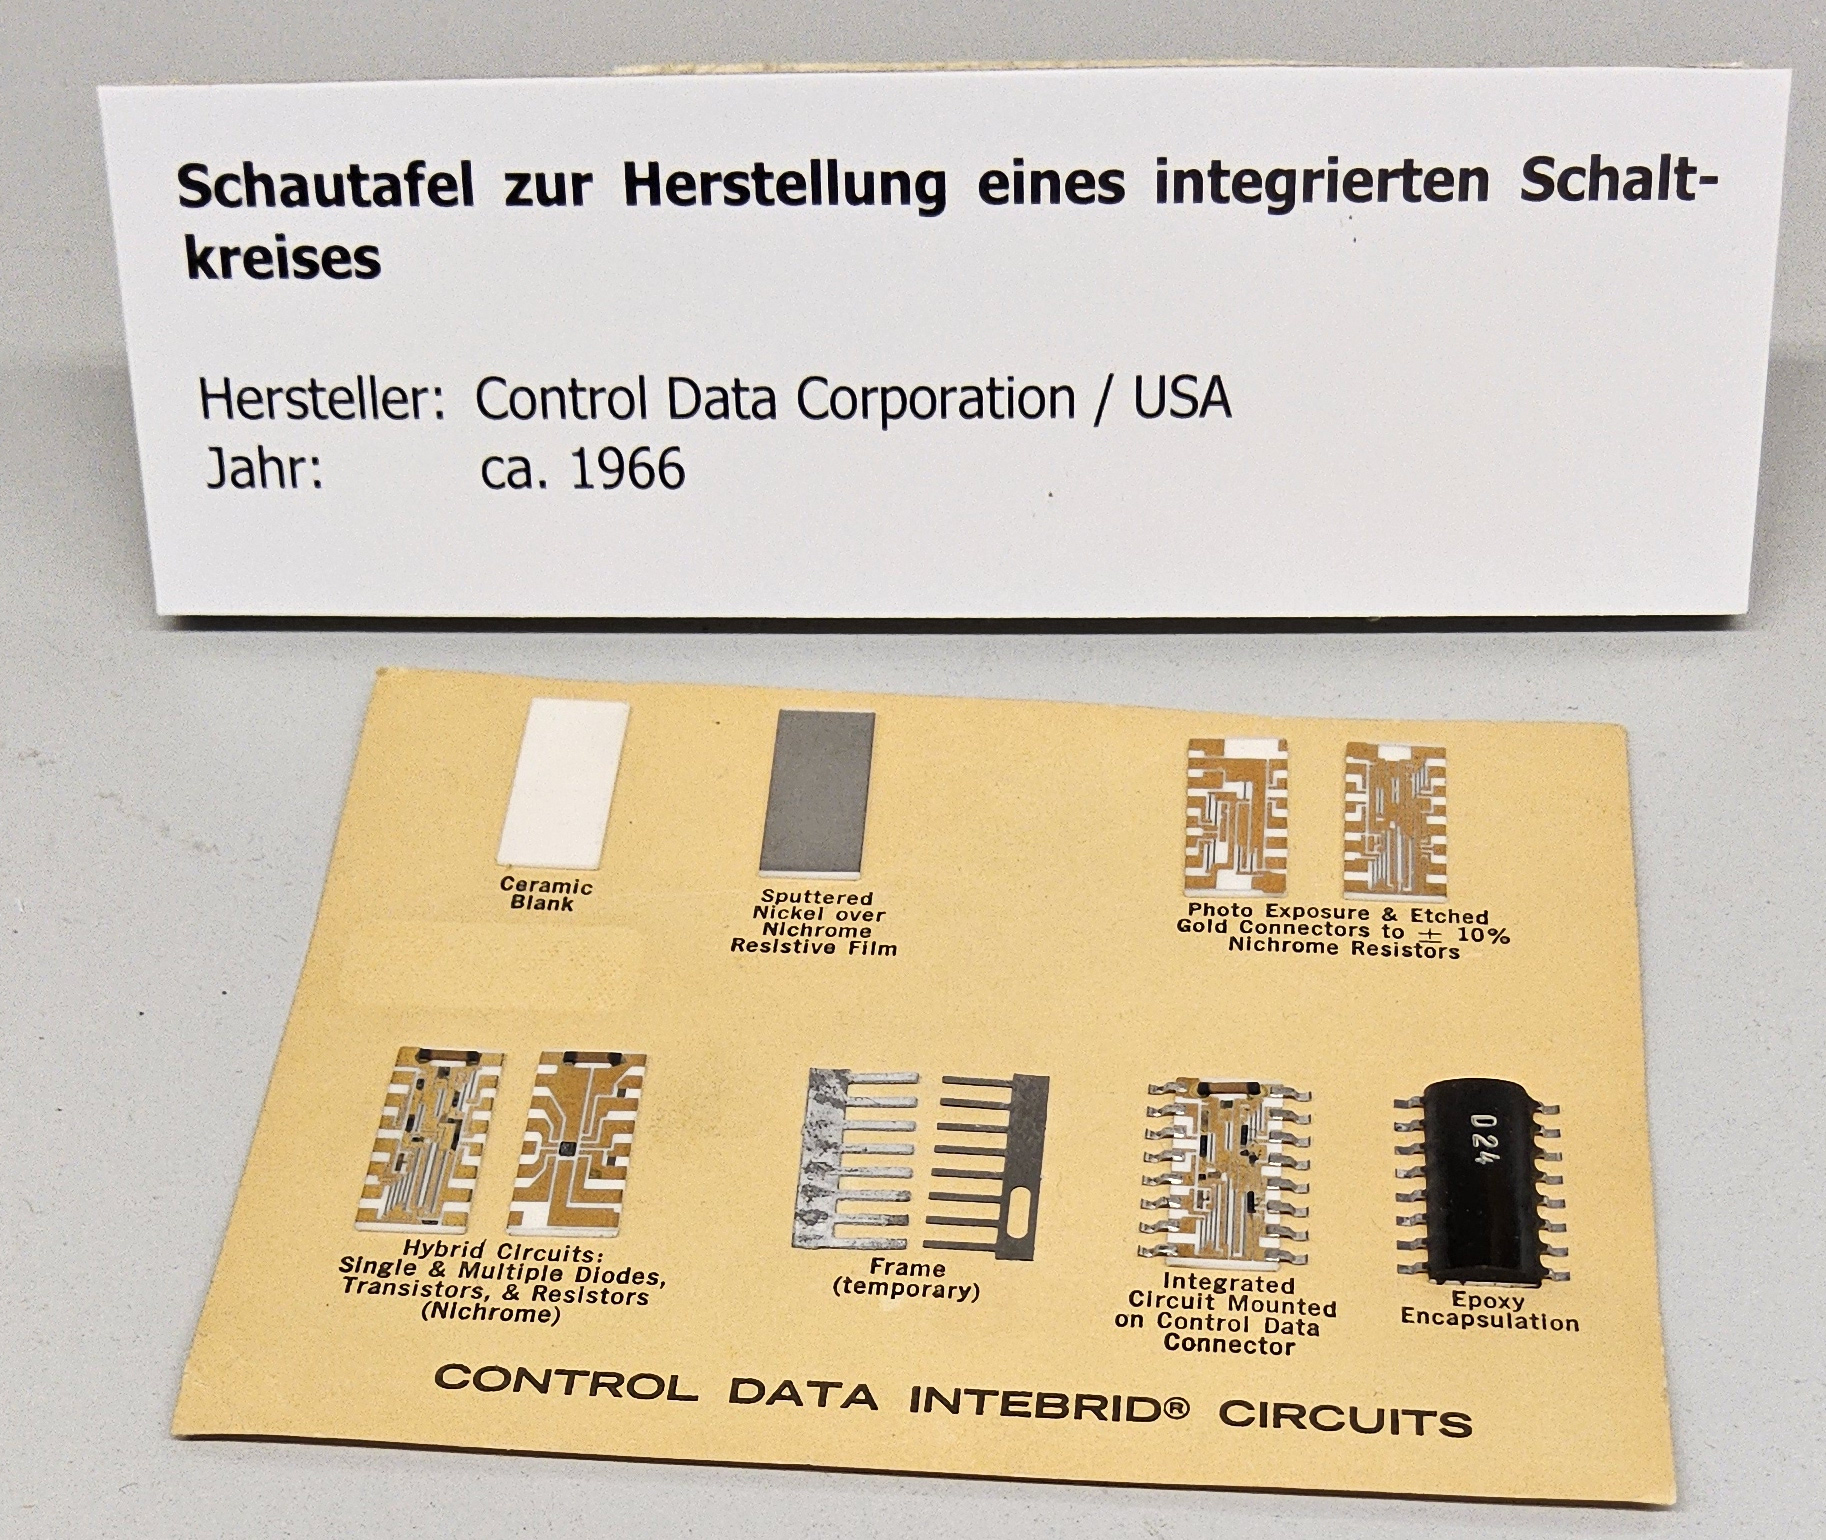 Schautafel zur Herstellung eines integrierten Schalt-
kreises
Hersteller: Control Data Corporation / USA
Jahr: ca. 1966
Ceramic
Blank
Sputtered
Nickel over
Nichrome
Resistive Film
Photo Exposure & Etched
Gold Connectors to ± 10%
Nichrome Resistors
Hybrid Circuits:
Single & Multiple Diodes,
Transistors, & Resistors
(Nichrome)
Frame
(temporary)
Integrated
Circuit Mounted
on Control Data
Connector
024
Epoxy
Encapsulation
CONTROL DATA INTEBRID® CIRCUITS